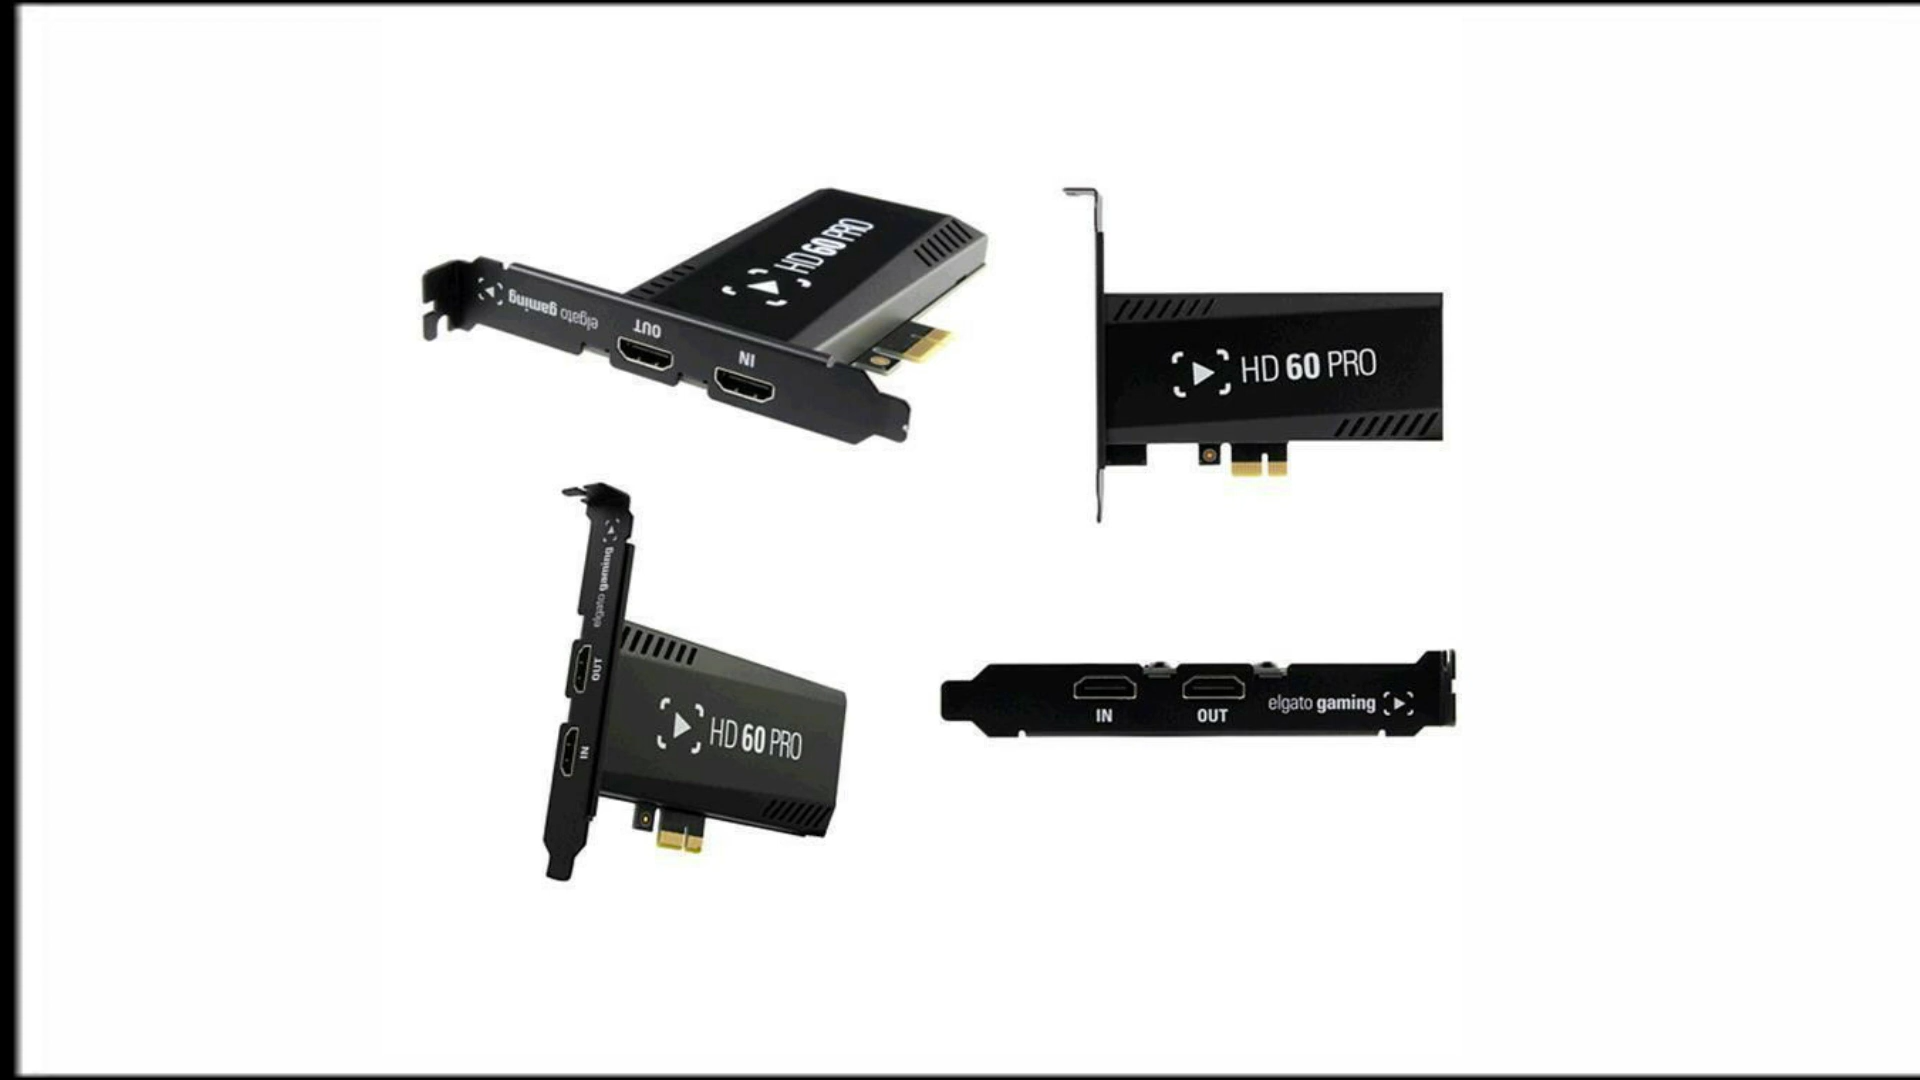 HD 60 PRO
elgato gaming
OUT
IN
HD 60 PRO
elgato gaming
OUT
IN
HD 60 PRO
IN
OUT
elgato gaming